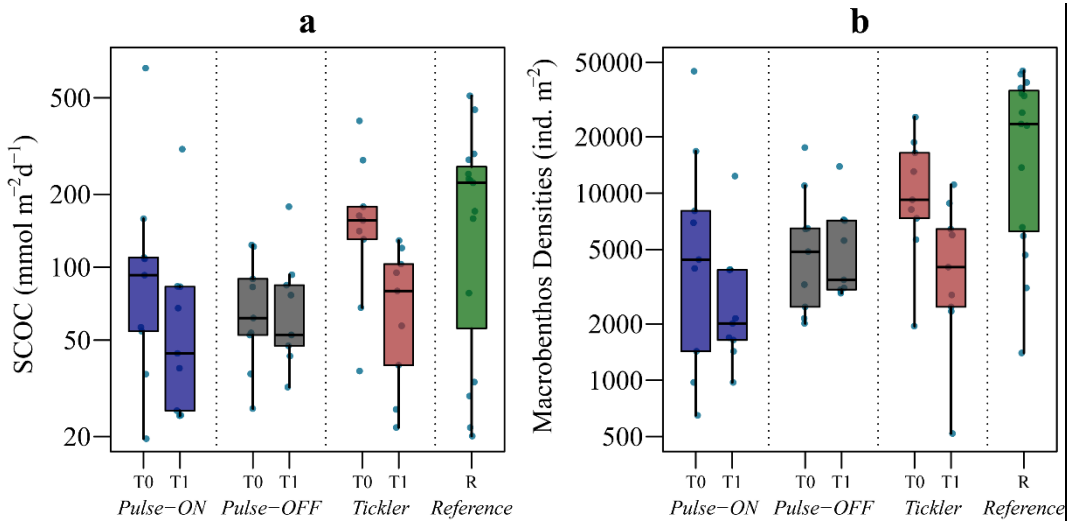 a
SCOC (mmol m−2d−1)
500
200
100
50
20
T0 T1 T0 T1 T0 T1 R
Pulse−ON Pulse−OFF Tickler Reference
b
Macrobenthos Densities (ind. m−2)
50000
20000
10000
5000
2000
1000
500
T0 T1 T0 T1 T0 T1 R
Pulse−ON Pulse−OFF Tickler Reference